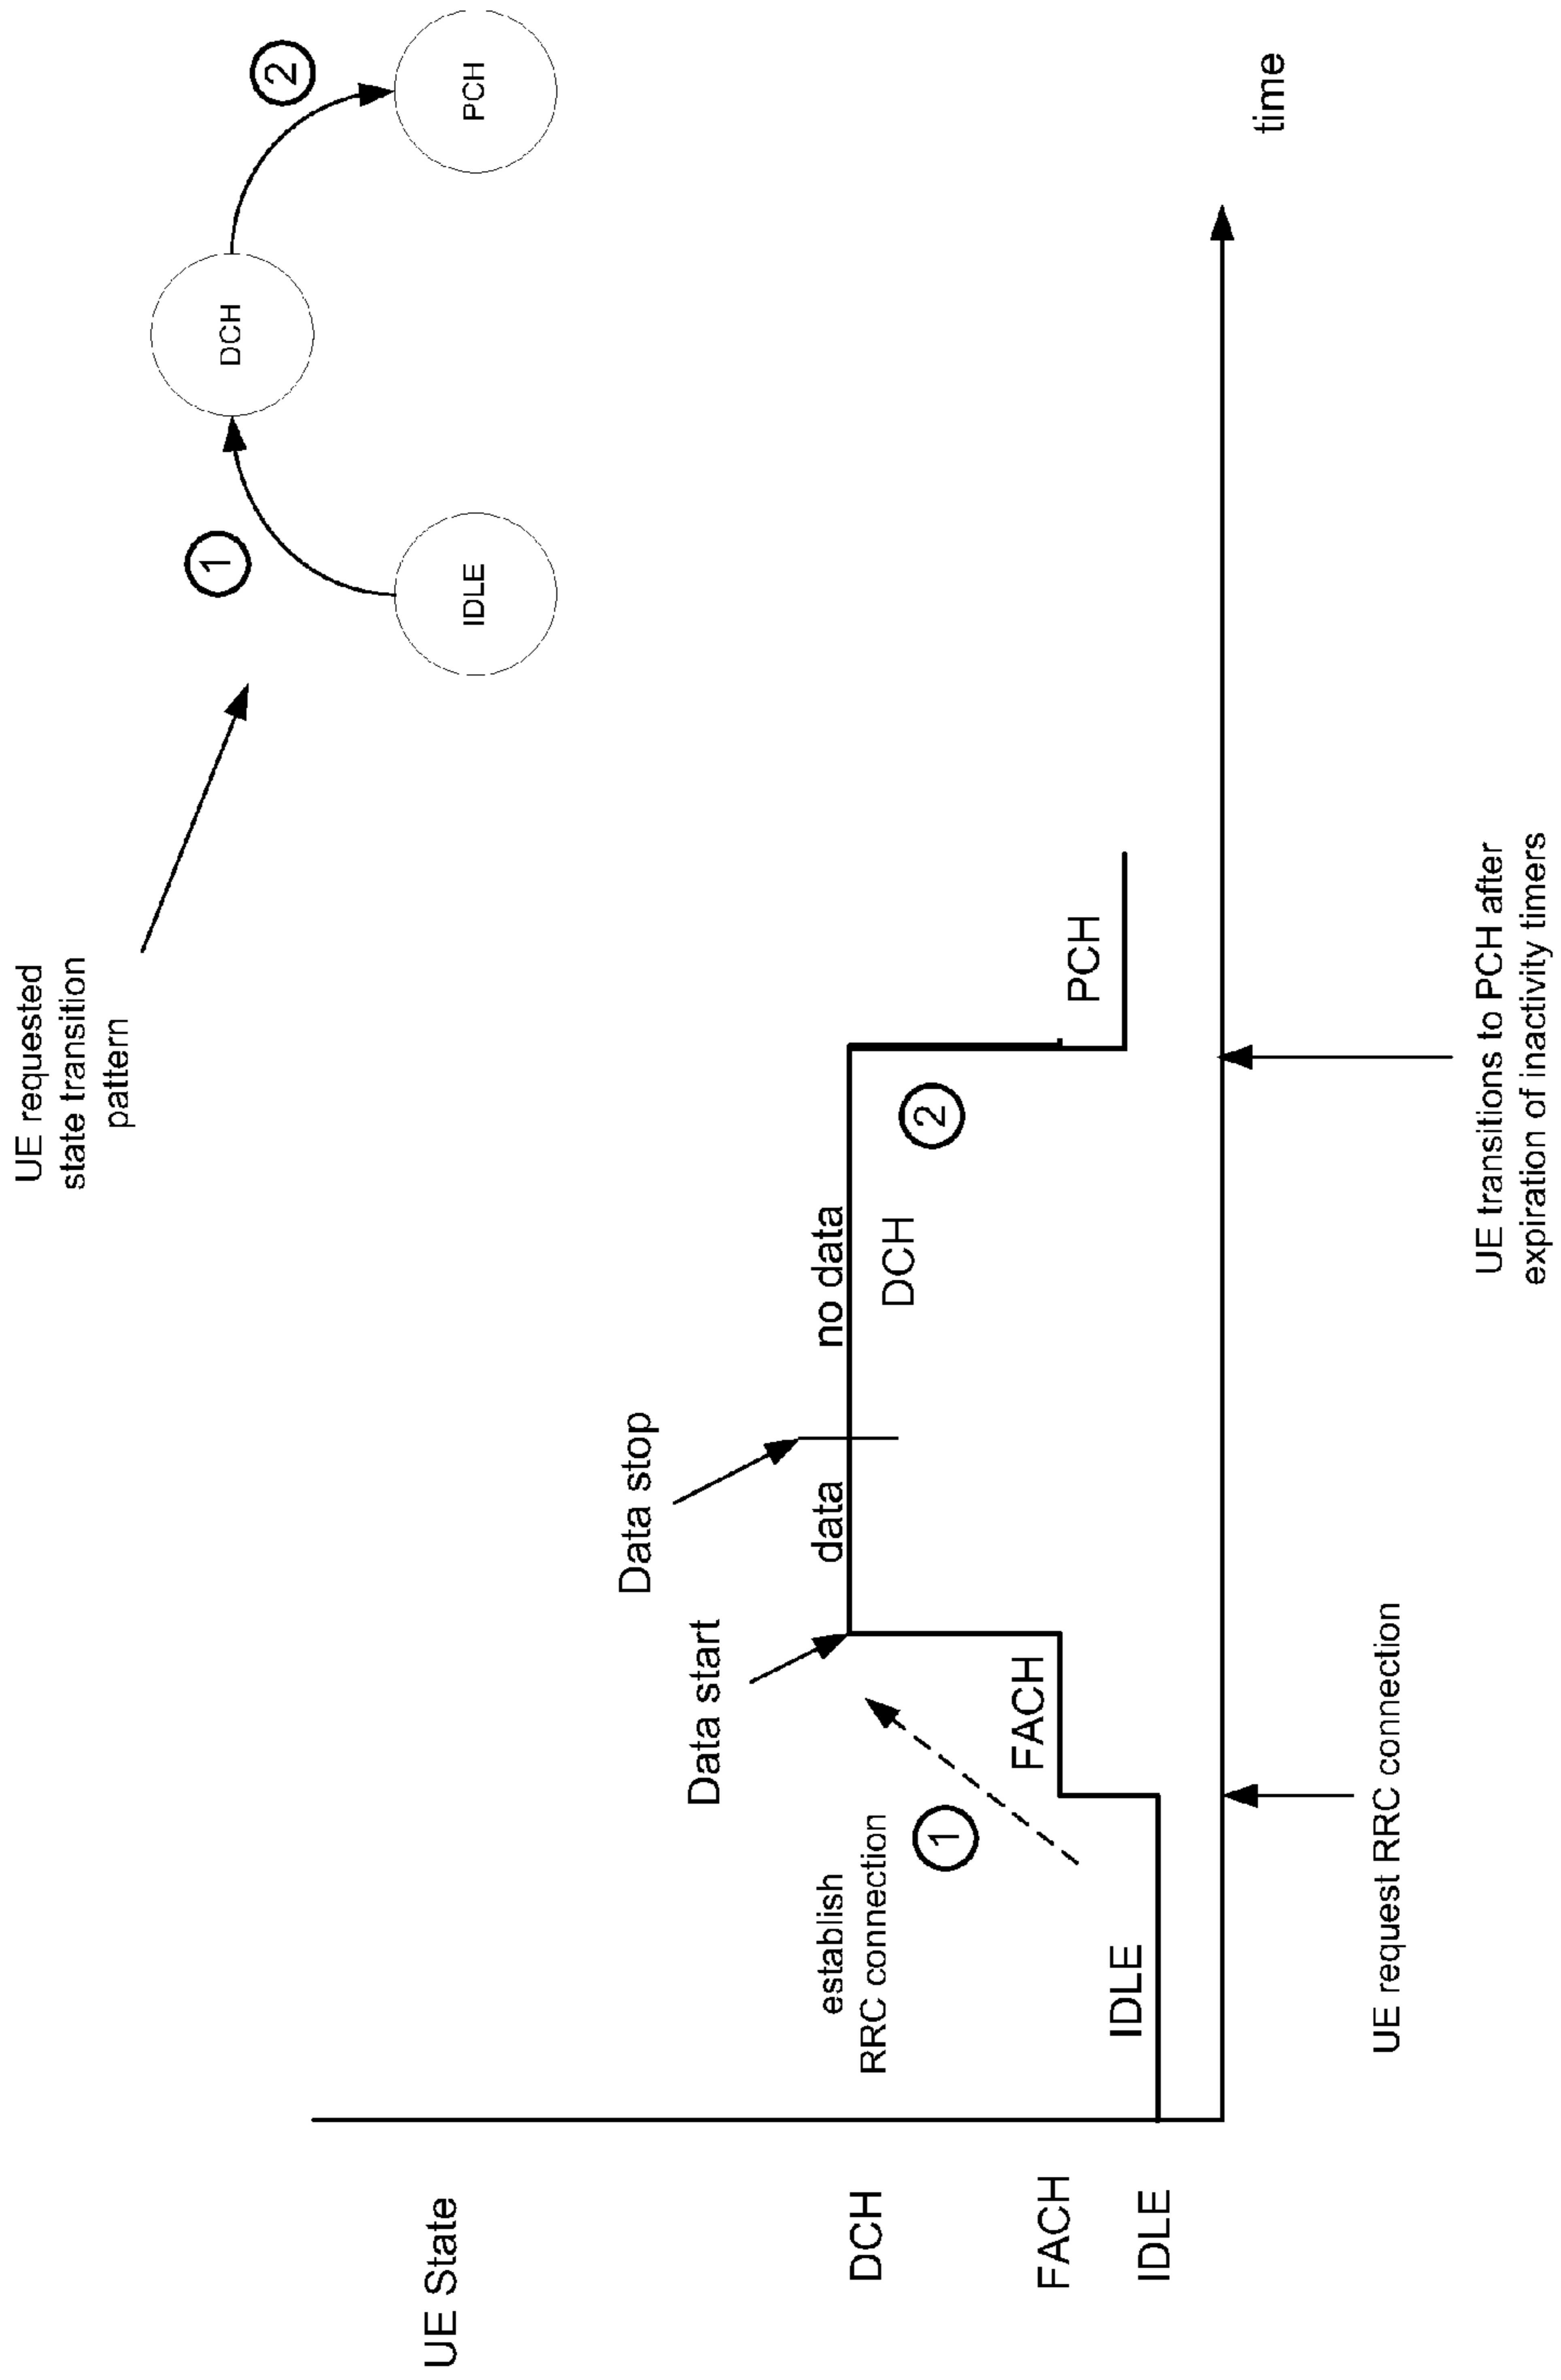 UE requested
state transition
pattern
1
2
DCH
IDLE
PCH
UE State
Data stop
Data start
establish
RRC connection
1
data
no data
DCH
2
DCH
FACH
PCH
FACH
IDLE
IDLE
time
UE request RRC connection
UE transitions to PCH after
expiration of inactivity timers